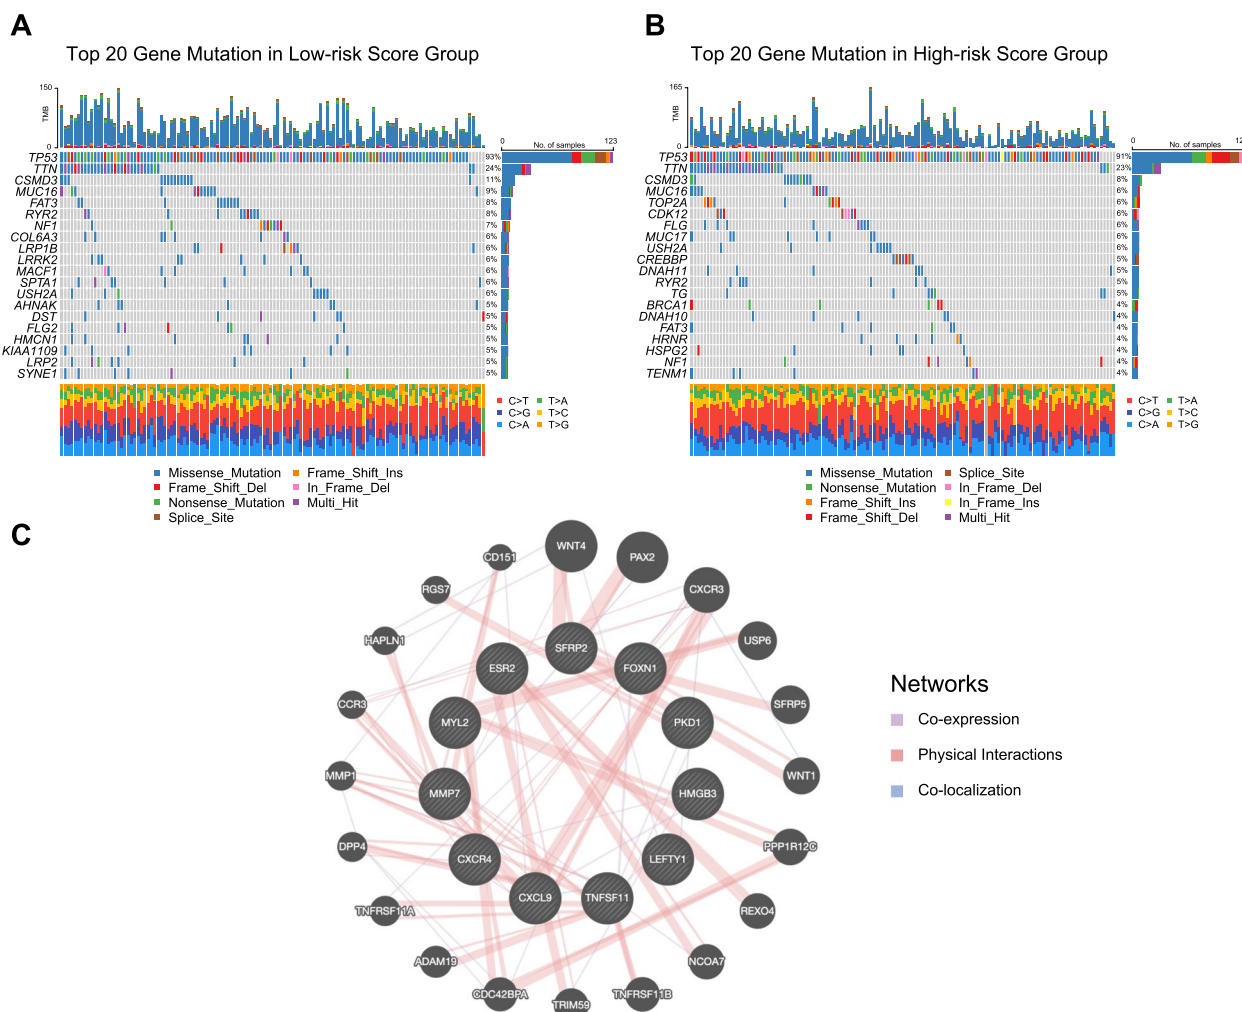 A
Top 20 Gene Mutation in Low-risk Score Group
150
TMB
0
0
No. of samples
123
TP53 93%
TTN 24%
CSMD3 11%
MUC16 9%
FAT3 8%
RYR2 8%
NF1 7%
COL6A3 6%
LRP1B 6%
LRRK2 6%
MACF1 6%
SPTA1 6%
USH2A 6%
AHNAK 5%
DST 5%
FLG2 5%
HMCN1 5%
KIAA1109 5%
LRP2 5%
SYNE1 5%
C>T T>A
C>G T>C
C>A T>G
Missense_Mutation Frame_Shift_Ins
Frame_Shift_Del In_Frame_Del
Nonsense_Mutation Multi_Hit
Splice_Site
B
Top 20 Gene Mutation in High-risk Score Group
165
TMB
0
0
No. of samples
TP53 91%
TTN 23%
CSMD3 8%
MUC16 6%
TOP2A 6%
CDK12 6%
FLG 6%
MUC17 6%
USH2A 6%
CREBBP 5%
DNAH11 5%
RYR2 5%
TG 5%
BRCA1 4%
DNAH10 4%
FAT3 4%
HRNR 4%
HSPG2 4%
NF1 4%
TENM1 4%
C>T T>A
C>G T>C
C>A T>G
Missense_Mutation Splice_Site
Nonsense_Mutation In_Frame_Del
Frame_Shift_Ins In_Frame_Ins
Frame_Shift_Del Multi_Hit
C
WNT4
CD151
PAX2
RGS7
CXCR3
HAPLN1
USP6
SFRP2
ESR2
FOXN1
CCR3
SFRP5
MYL2
PKD1
MMP1
WNT1
MMP7
HMGB3
DPP4
PPP1R12C
CXCR4
LEFTY1
CXCL9
TNFSF11
TNFRSF11A
REXO4
ADAM19
NCOA7
CDC42BPA
TNFRSF11B
TRIM59
Networks
Co-expression
Physical Interactions
Co-localization